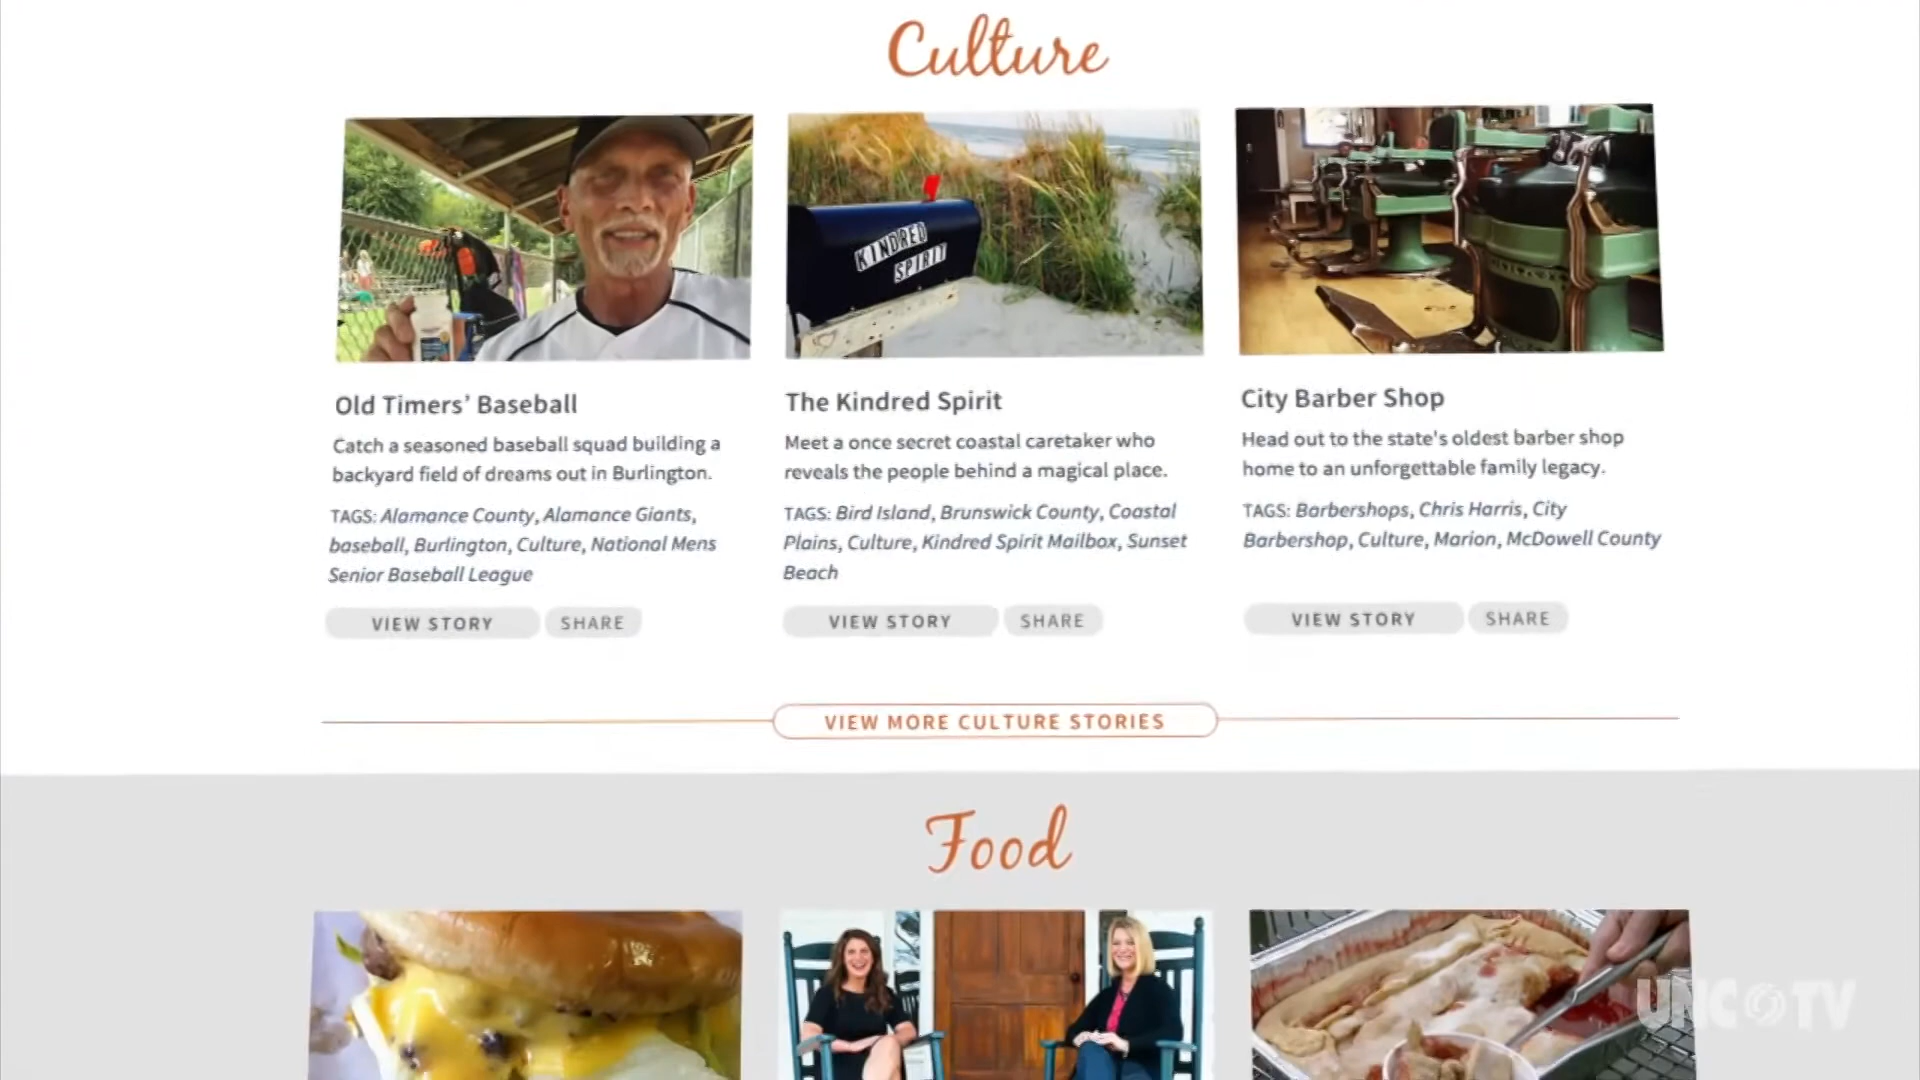 Culture
KINDRED
SPIRIT
Old Timers' Baseball
Catch a seasoned baseball squad building a
backyard field of dreams out in Burlington.
TAGS: Alamance County, Alamance Giants,
baseball, Burlington, Culture, National Mens
Senior Baseball League
VIEW STORY
SHARE
The Kindred Spirit
Meet a once secret coastal caretaker who
reveals the people behind a magical place.
TAGS: Bird Island, Brunswick County, Coastal
Plains, Culture, Kindred Spirit Mailbox, Sunset
Beach
VIEW STORY
SHARE
City Barber Shop
Head out to the state's oldest barber shop
home to an unforgettable family legacy.
TAGS: Barbershops, Chris Harris, City
Barbershop, Culture, Marion, McDowell County
VIEW STORY
SHARE
VIEW MORE CULTURE STORIES
Food
UNC TV